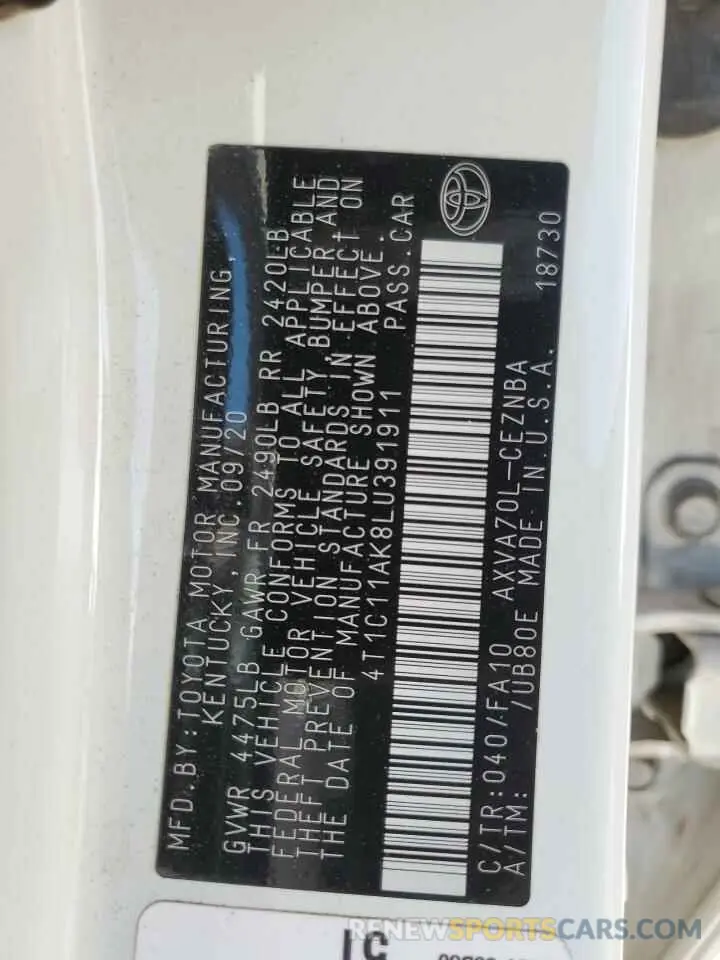 MFD.BY:TOYOTA MOTOR MANUFACTURING,
KENTUCKY, INC. 09/20
GVWR 4475LB GAWR FR 2490LB RR 2420LB
THIS VEHICLE CONFORMS TO ALL APPLICABLE
FEDERAL MOTOR VEHICLE SAFETY, BUMPER AND
THEFT PREVENTION STANDARDS IN EFFECT ON
THE DATE OF MANUFACTURE SHOWN ABOVE.
4T1C11AK8LU391911 PASS.CAR
C/TR:040/FA10 AXVA70L-CEZNBA 18730
A/TM: /UB80E MADE IN U.S.A.
RENEWSPORTSCARS.COM